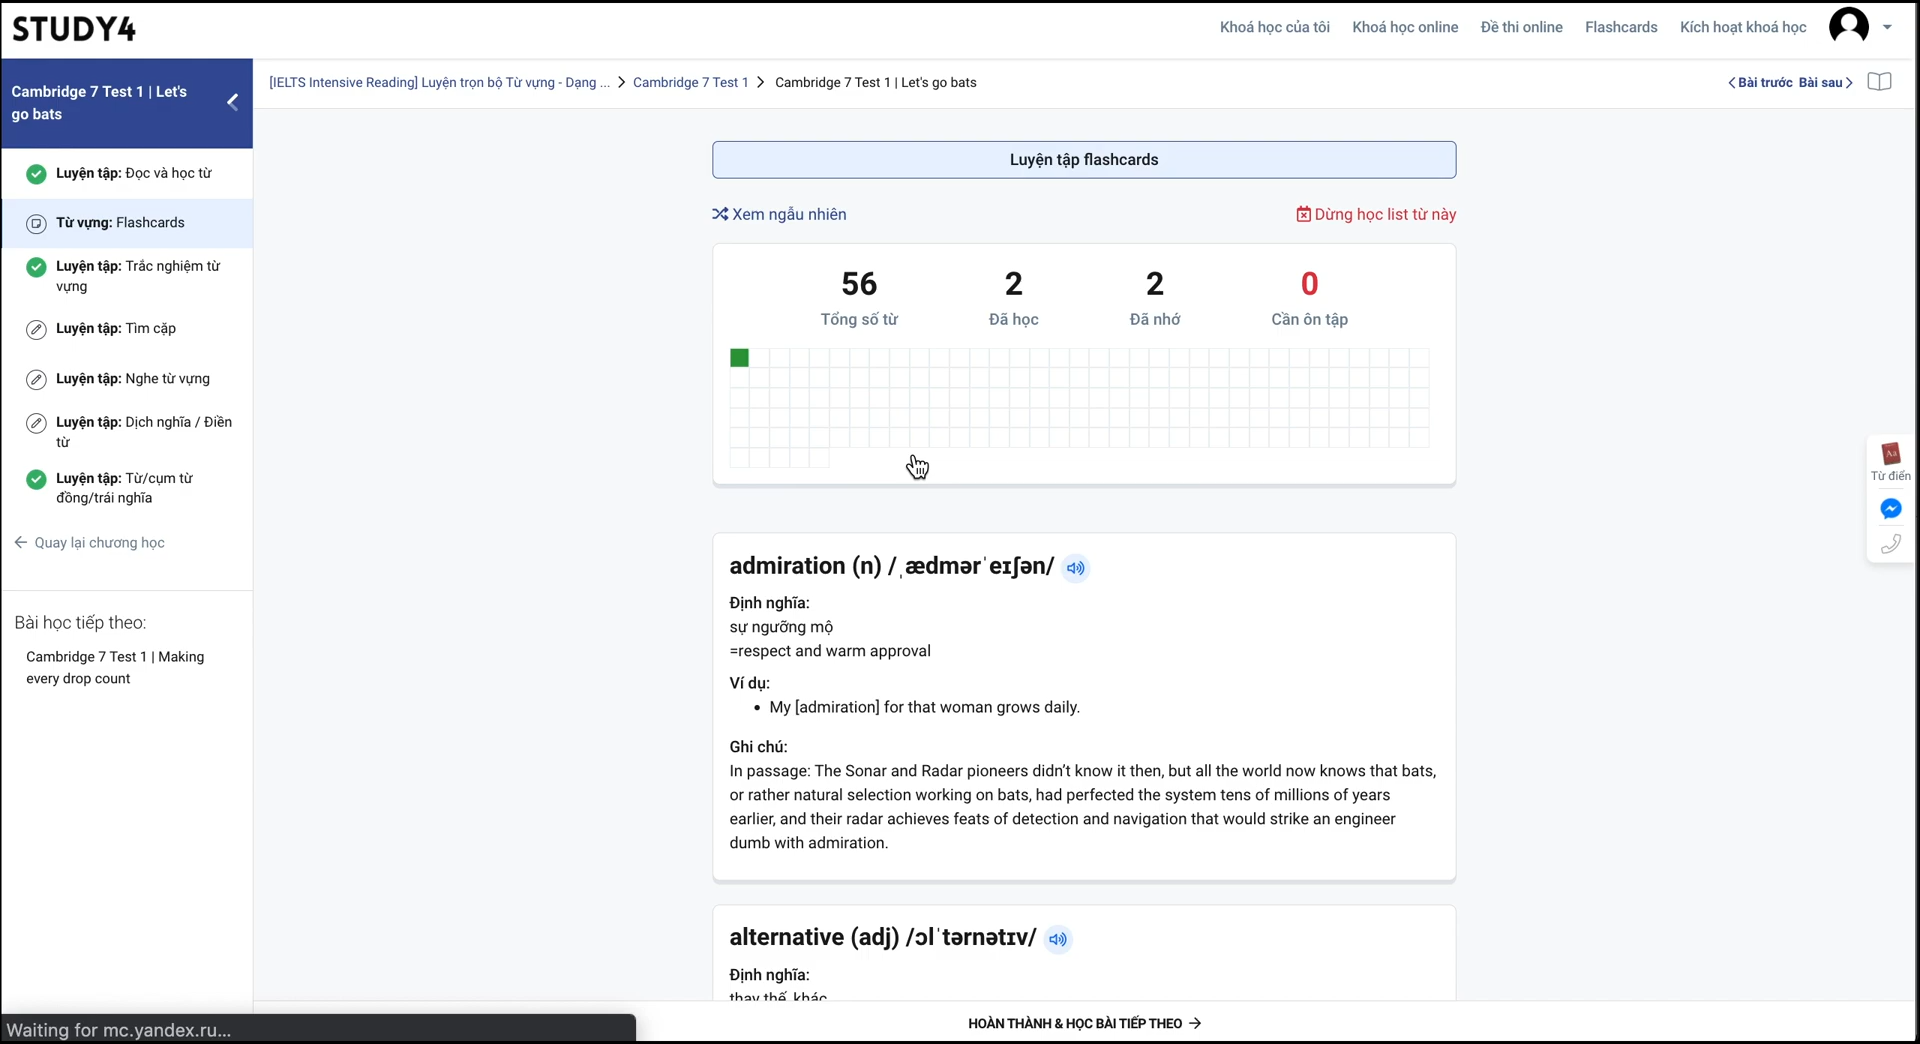 STUDY4
Khoá học của tôi
Khoá học online
Đề thi online
Flashcards
Kích hoạt khoá học
Cambridge 7 Test 1 | Let's
go bats
[IELTS Intensive Reading] Luyện trọn bộ Từ vựng - Dạng ... > Cambridge 7 Test 1 > Cambridge 7 Test 1 | Let's go bats
Bài trước Bài sau
Luyện tập: Đọc và học từ
Từ vựng: Flashcards
Luyện tập: Trắc nghiệm từ
vựng
Luyện tập: Tìm cặp
Luyện tập: Nghe từ vựng
Luyện tập: Dịch nghĩa / Điền
từ
Luyện tập: Từ/cụm từ
đồng/trái nghĩa
Quay lại chương học
Bài học tiếp theo:
Cambridge 7 Test 1 | Making
every drop count
Luyện tập flashcards
Xem ngẫu nhiên
Dừng học list từ này
56
2
2
0
Tổng số từ
Đã học
Đã nhớ
Cần ôn tập
admiration (n) /ˌædmərˈeɪʃən/
Định nghĩa:
sự ngưỡng mộ
=respect and warm approval
Ví dụ:
• My [admiration] for that woman grows daily.
Ghi chú:
In passage: The Sonar and Radar pioneers didn't know it then, but all the world now knows that bats,
or rather natural selection working on bats, had perfected the system tens of millions of years
earlier, and their radar achieves feats of detection and navigation that would strike an engineer
dumb with admiration.
alternative (adj) /ɔlˈtərnətɪv/
Định nghĩa:
thay thế, khác
Aa
Từ điển
HOÀN THÀNH & HỌC BÀI TIẾP THEO →
Waiting for mc.yandex.ru...